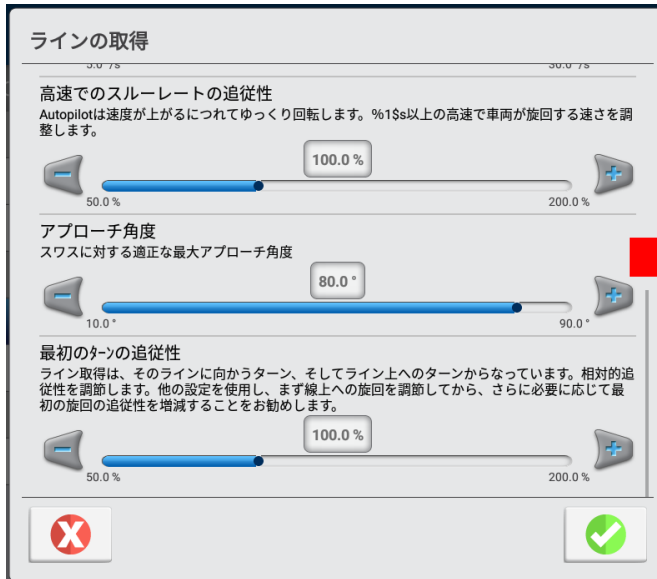 ラインの取得
5.0 °/s
30.0 °/s
高速でのスルーレートの追従性
Autopilotは速度が上がるにつれてゆっくり回転します。%1$s以上の高速で車両が旋回する速さを調
整します。
100.0 %
50.0 %
200.0 %
アプローチ角度
スワスに対する適正な最大アプローチ角度
80.0 °
10.0 °
90.0 °
最初のﾀｰﾝの追従性
ライン取得は、そのラインに向かうターン、そしてライン上へのターンからなっています。相対的追
従性を調節します。他の設定を使用し、まず線上への旋回を調節してから、さらに必要に応じて最
初の旋回の追従性を増減することをお勧めします。
100.0 %
50.0 %
200.0 %